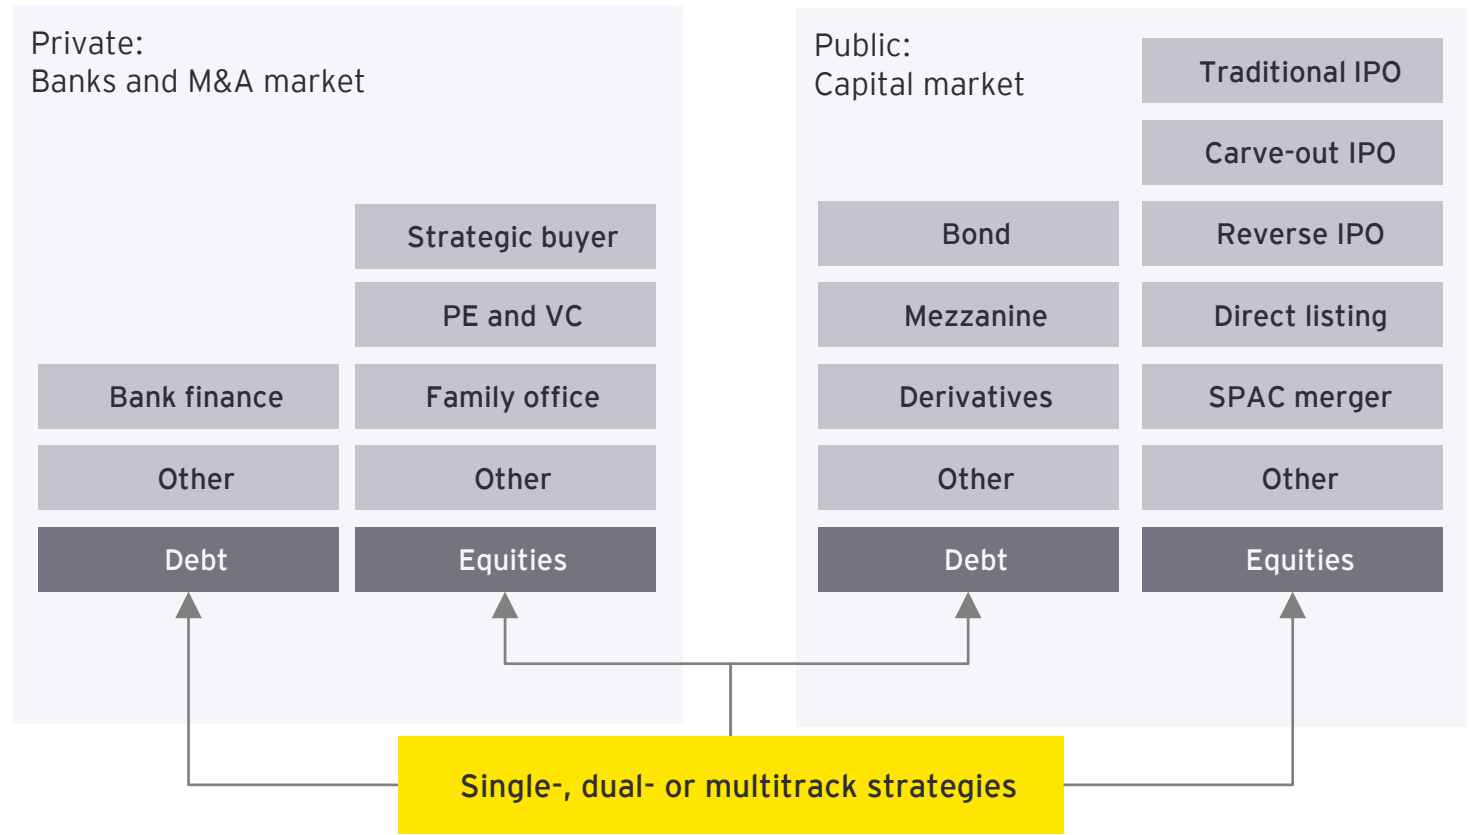 Private:
Banks and M&A market
Strategic buyer
PE and VC
Bank finance
Family office
Other
Other
Debt
Equities
Public:
Capital market
Traditional IPO
Carve-out IPO
Bond
Reverse IPO
Mezzanine
Direct listing
Derivatives
SPAC merger
Other
Other
Debt
Equities
Single-, dual- or multitrack strategies